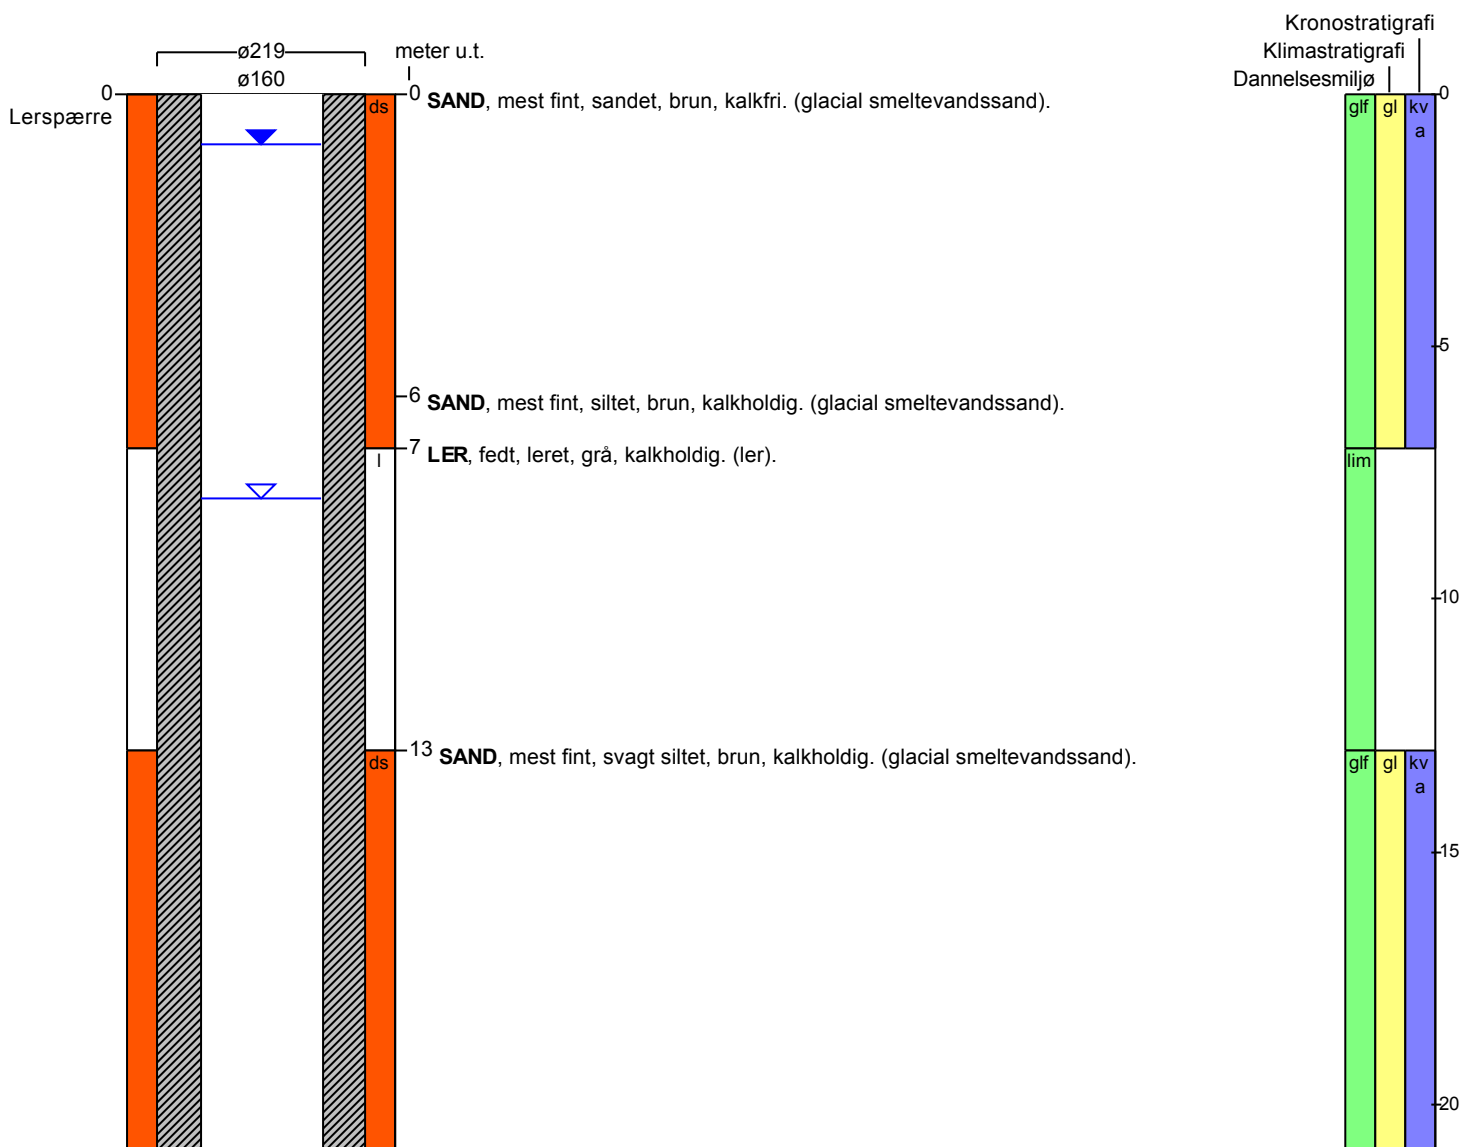 Kronostratigrafi
ø219 meter u.t. Klimastratigrafi
ø160 Dannelsesmiljø
0 0 SAND, mest fint, sandet, brun, kalkfri. (glacial smeltevandssand). 0
Lerspærre ds glf gl kv
a
5
6 SAND, mest fint, siltet, brun, kalkholdig. (glacial smeltevandssand).
7 LER, fedt, leret, grå, kalkholdig. (ler).
l lim
10
13 SAND, mest fint, svagt siltet, brun, kalkholdig. (glacial smeltevandssand).
ds glf gl kv
a
15
20